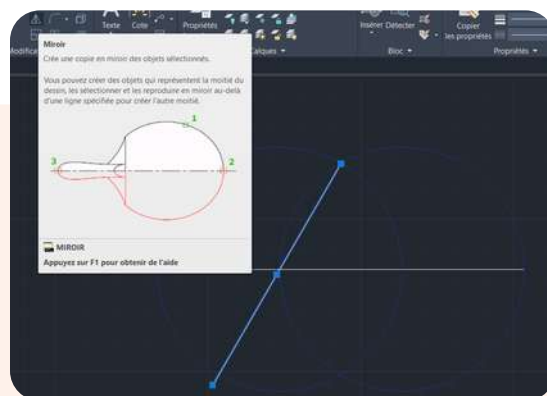 Texte
Cote
Propriétés
Insérer
Détecter
Copier
les propriétés
Calques
Bloc
Propriétés
Miroir
Crée une copie en miroir des objets sélectionnés.
Vous pouvez créer des objets qui représentent la moitié du
dessin, les sélectionner et les reproduire en miroir au-delà
d'une ligne spécifiée pour créer l'autre moitié.
1
3
2
MIROIR
Appuyez sur F1 pour obtenir de l'aide